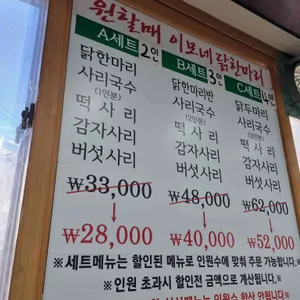 원할매 이모네 닭한마리
A세트 2인 B세트 3인 C세트 4인
닭한마리 닭한마리반 닭두마리
사리국수 사리국수 사리국수
(1인분) (2인분)
떡사리 떡사리 떡사리
감자사리 감자사리 감자사리
버섯사리 버섯사리 버섯사리
₩33,000 ₩48,000 ₩62,000
₩28,000 ₩40,000 ₩52,000
※세트메뉴는 할인된 메뉴로 인원수에 맞춰 주문 가능합니다.
※인원 초과시 할인전 금액으로 계산됩니다.